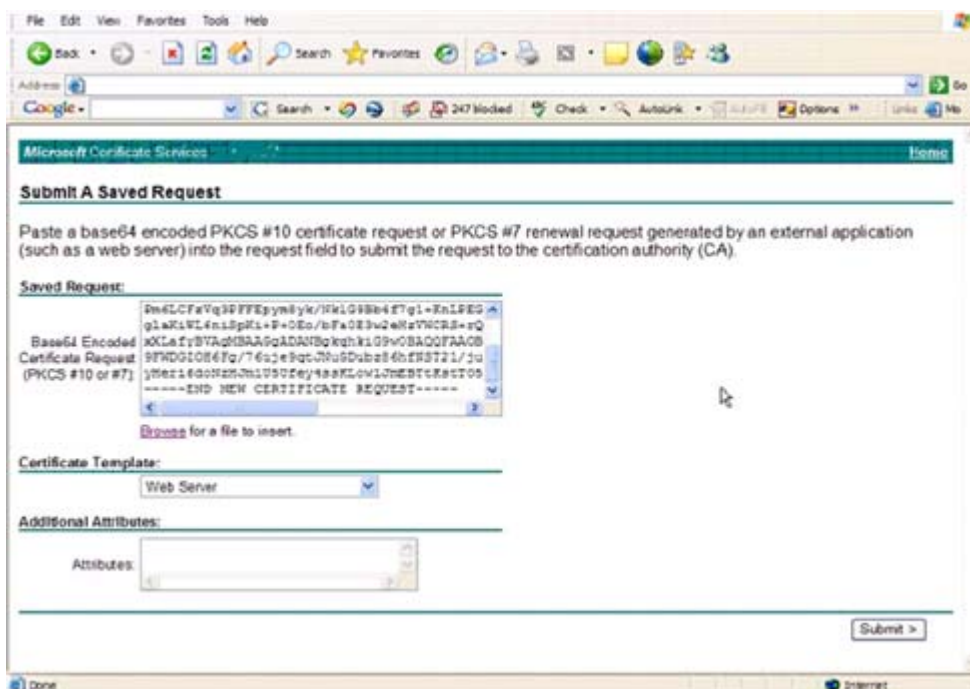 File Edit View Favorites Tools Help
Back Search Favorites
Address Go
Google Search 247 blocked Check AutoLink Options Links
Microsoft Certificate Services Home
Submit A Saved Request
Paste a base64 encoded PKCS #10 certificate request or PKCS #7 renewal request generated by an external application
(such as a web server) into the request field to submit the request to the certification authority (CA).
Saved Request:
Base64 Encoded
Certificate Request
(PKCS #10 or #7):
-----END NEW CERTIFICATE REQUEST-----
Browse for a file to insert.
Certificate Template:
Web Server
Additional Attributes:
Attributes:
Submit >
Done Internet